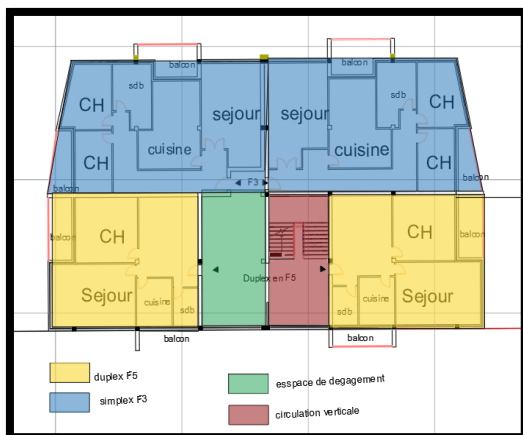 balcon
balcon
sdb
sdb
CH
sejour
sejour
CH
cuisine
cuisine
CH
CH
F3
balcon
balcon
CH
CH
balcon
balcon
Duplex en F5
Sejour
cuisine
sdb
sdb
cuisine
Sejour
balcon
balcon
duplex F5
esspace de degagement
simplex F3
circulation verticale